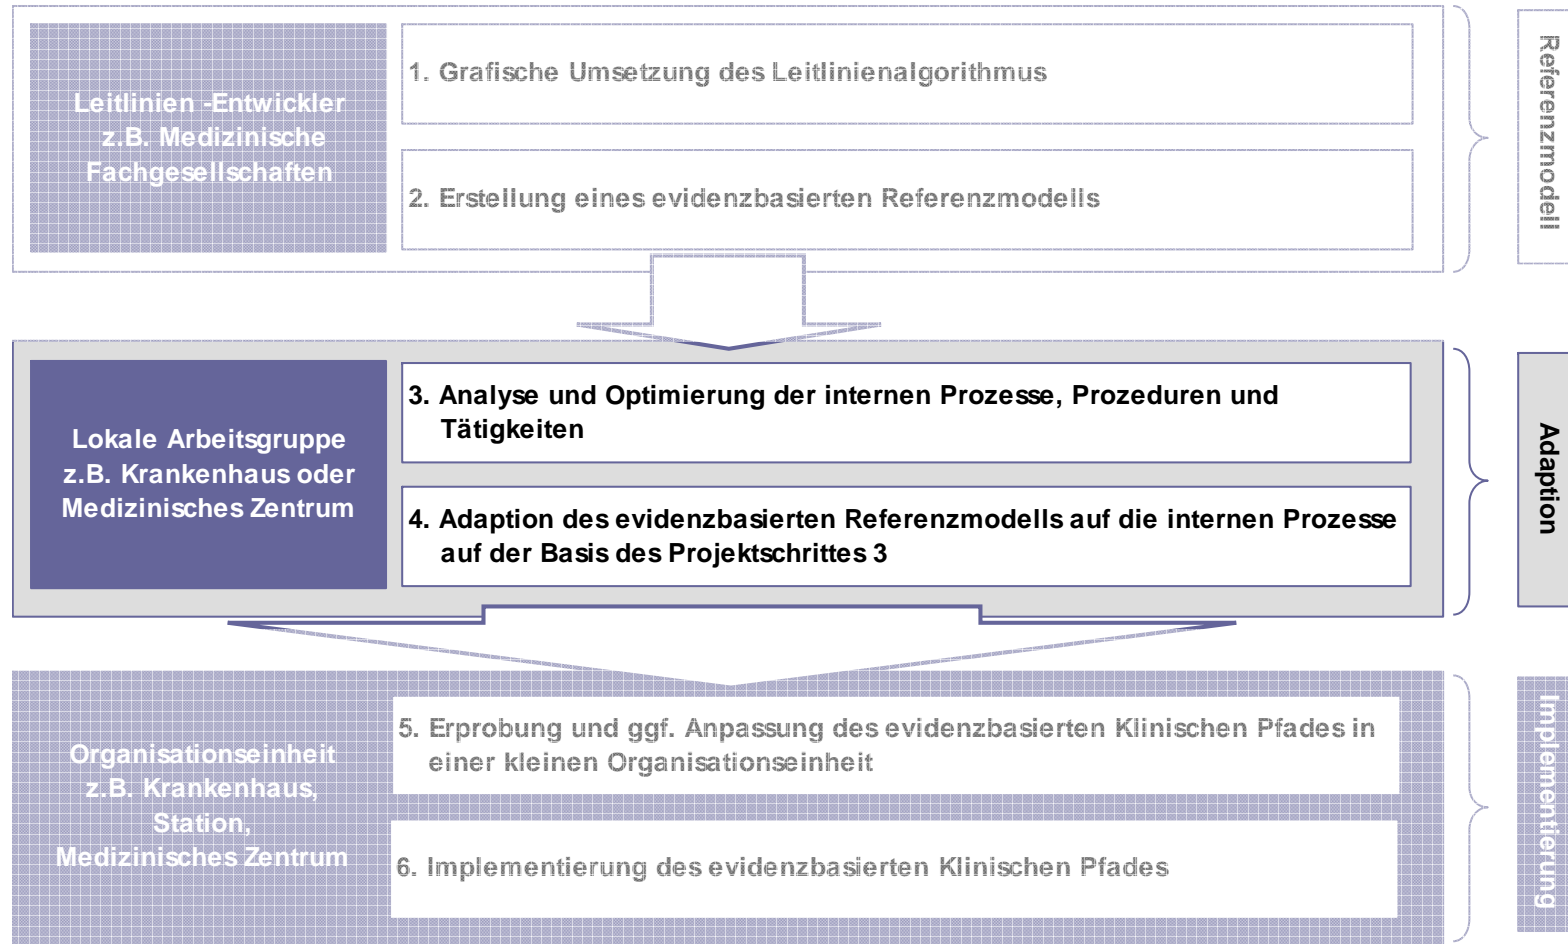 Leitlinien -Entwickler
z.B. Medizinische
Fachgesellschaften
1. Grafische Umsetzung des Leitlinienalgorithmus
2. Erstellung eines evidenzbasierten Referenzmodells
Referenzmodell
Lokale Arbeitsgruppe
z.B. Krankenhaus oder
Medizinisches Zentrum
3. Analyse und Optimierung der internen Prozesse, Prozeduren und
Tätigkeiten
4. Adaption des evidenzbasierten Referenzmodells auf die internen Prozesse
auf der Basis des Projektschrittes 3
Adaption
Organisationseinheit
z.B. Krankenhaus,
Station,
Medizinisches Zentrum
5. Erprobung und ggf. Anpassung des evidenzbasierten Klinischen Pfades in
einer kleinen Organisationseinheit
6. Implementierung des evidenzbasierten Klinischen Pfades
Implementierung